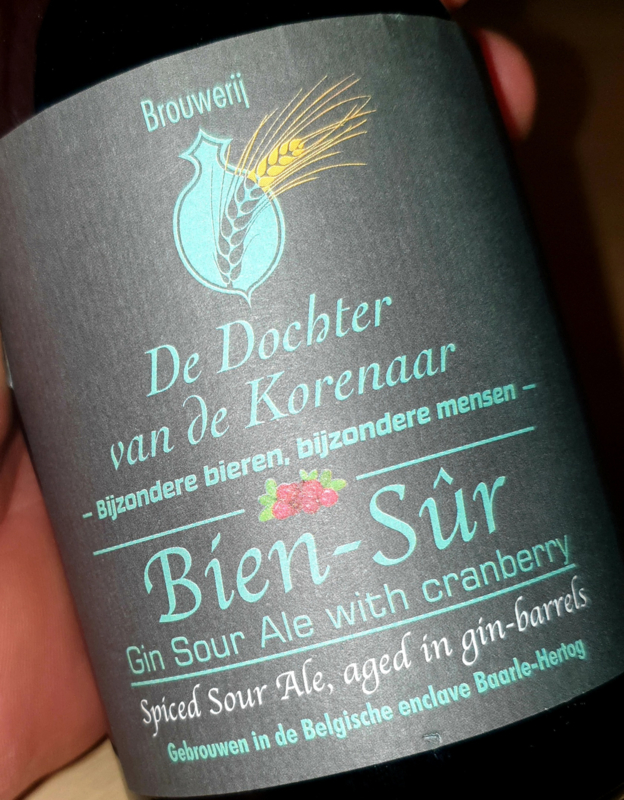 Brouwerij
De Dochter
van de Korenaar
- Bijzondere bieren, bijzondere mensen -
Bien-Sûr
Gin Sour Ale with cranberry
Spiced Sour Ale, aged in gin-barrels
Gebrouwen in de Belgische enclave Baarle-Hertog